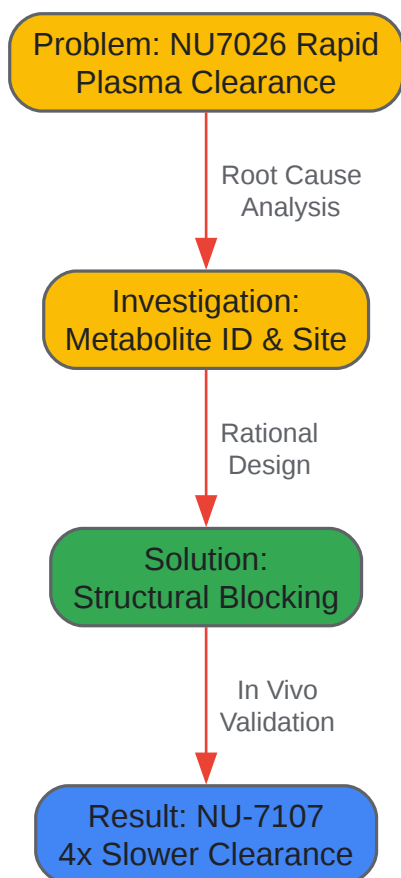 Problem: NU7026 Rapid
Plasma Clearance
Root Cause
Analysis
Investigation:
Metabolite ID & Site
Rational
Design
Solution:
Structural Blocking
In Vivo
Validation
Result: NU-7107
4x Slower Clearance